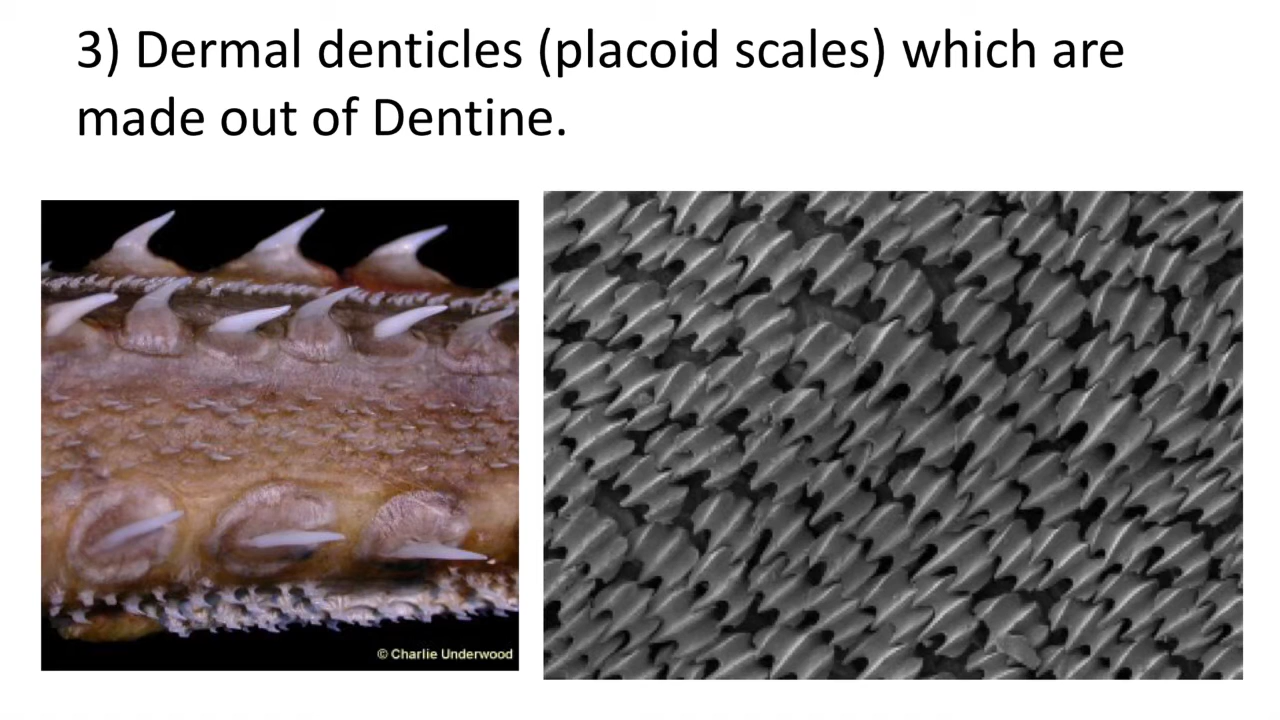 3) Dermal denticles (placoid scales) which are
made out of Dentine.
© Charlie Underwood